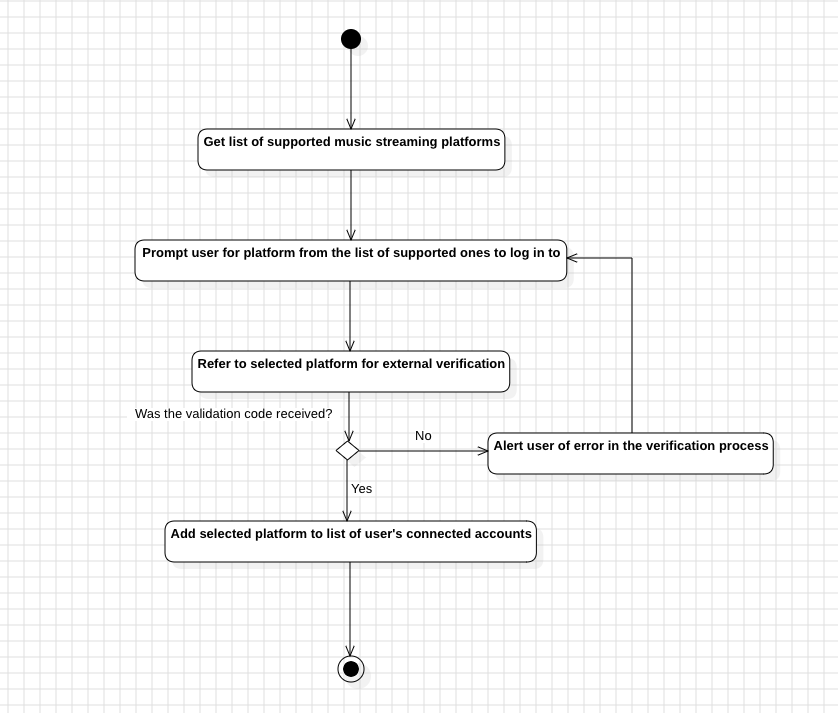 Get list of supported music streaming platforms
Prompt user for platform from the list of supported ones to log in to
Refer to selected platform for external verification
Was the validation code received?
No
Alert user of error in the verification process
Yes
Add selected platform to list of user's connected accounts